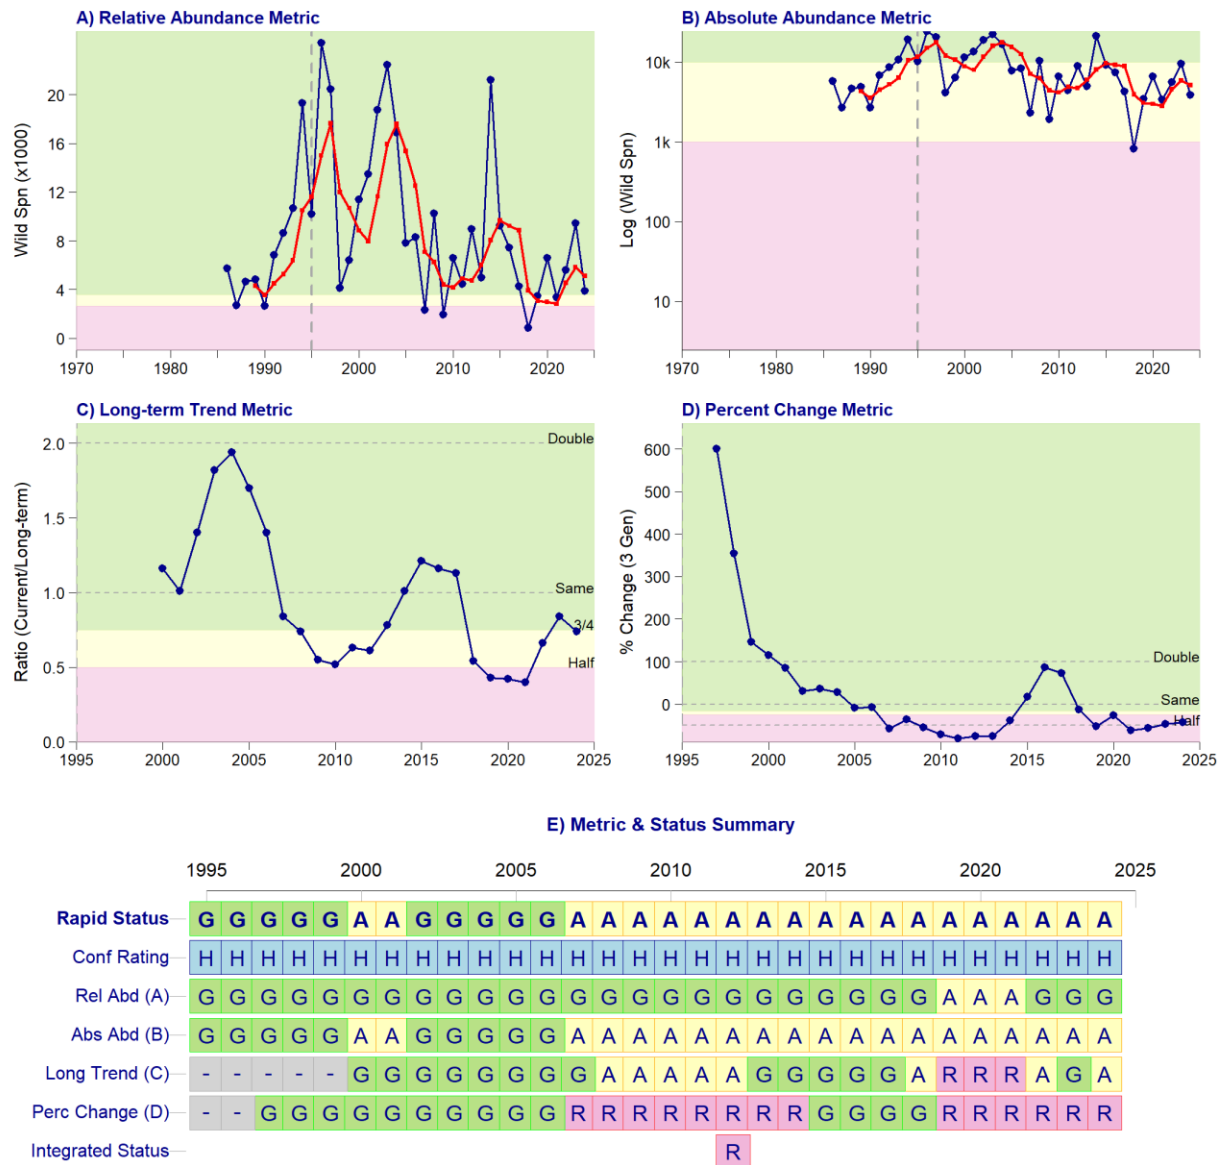 A) Relative Abundance Metric
Wild Spn (x1000)
20
16
12
8
4
0
1970 1980 1990 2000 2010 2020
B) Absolute Abundance Metric
Log (Wild Spn)
10k
1k
100
10
1970 1980 1990 2000 2010 2020
C) Long-term Trend Metric
Ratio (Current/Long-term)
2.0
1.5
1.0
0.5
0.0
Double
Same
3/4
Half
1995 2000 2005 2010 2015 2020 2025
D) Percent Change Metric
% Change (3 Gen)
600
500
400
300
200
100
0
Double
Same
Half
1995 2000 2005 2010 2015 2020 2025
E) Metric & Status Summary
1995 2000 2005 2010 2015 2020 2025
Rapid Status G G G G G A A G G G G G A A A A A A A A A A A A A A A A A A
Conf Rating H H H H H H H H H H H H H H H H H H H H H H H H H H H H H H
Rel Abd (A) G G G G G G G G G G G G G G G G G G G G G G G G A A A G G G
Abs Abd (B) G G G G G A A G G G G G A A A A A A A A A A A A A A A A A A
Long Trend (C) - - - - - G G G G G G G G A A A A A G G G G G A R R R A G A
Perc Change (D) - - G G G G G G G G G G R R R R R R R R G G G G R R R R R R
Integrated Status R